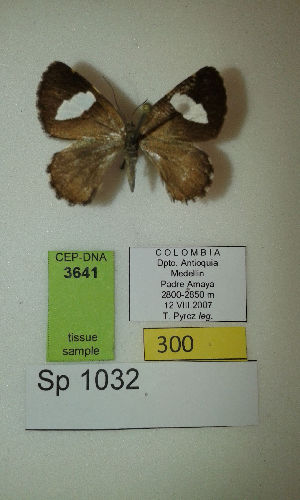 CEP-DNA
3641
tissue
sample
COLOMBIA
Dpto. Antioquia
Medellin
Padre Amaya
2800-2850 m
12 VIII 2007
T. Pyrcz leg.
300
Sp 1032